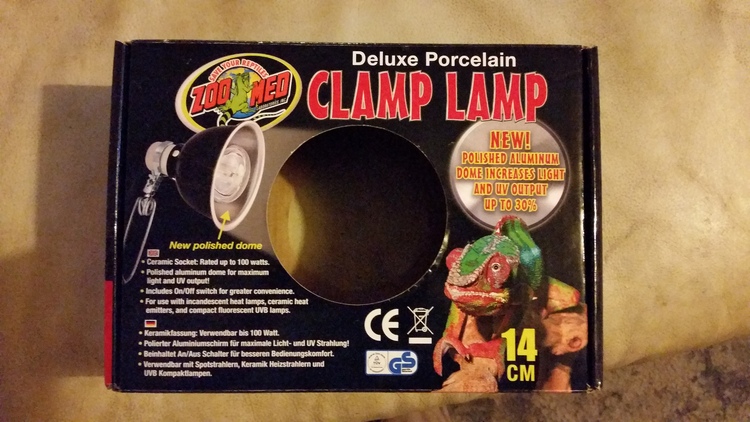 Deluxe Porcelain
SAVE YOUR REPTILES
ZOO MED
CLAMP LAMP
NEW!
POLISHED ALUMINUM
DOME INCREASES LIGHT
AND UV OUTPUT
UP TO 30%
New polished dome
• Ceramic Socket: Rated up to 100 watts.
• Polished aluminum dome for maximum
light and UV output!
• Includes On/Off switch for greater convenience.
• For use with incandescent heat lamps, ceramic heat
emitters, and compact fluorescent UVB lamps.
• Keramikfassung: Verwendbar bis 100 Watt.
• Polierter Aluminiumschirm für maximale Licht- und UV Strahlung!
• Beinhaltet An/Aus Schalter für besseren Bedienungskomfort.
• Verwendbar mit Spotstrahlern, Keramik Heizstrahlern und
UVB Kompaktlampen.
CE
GS
14
CM